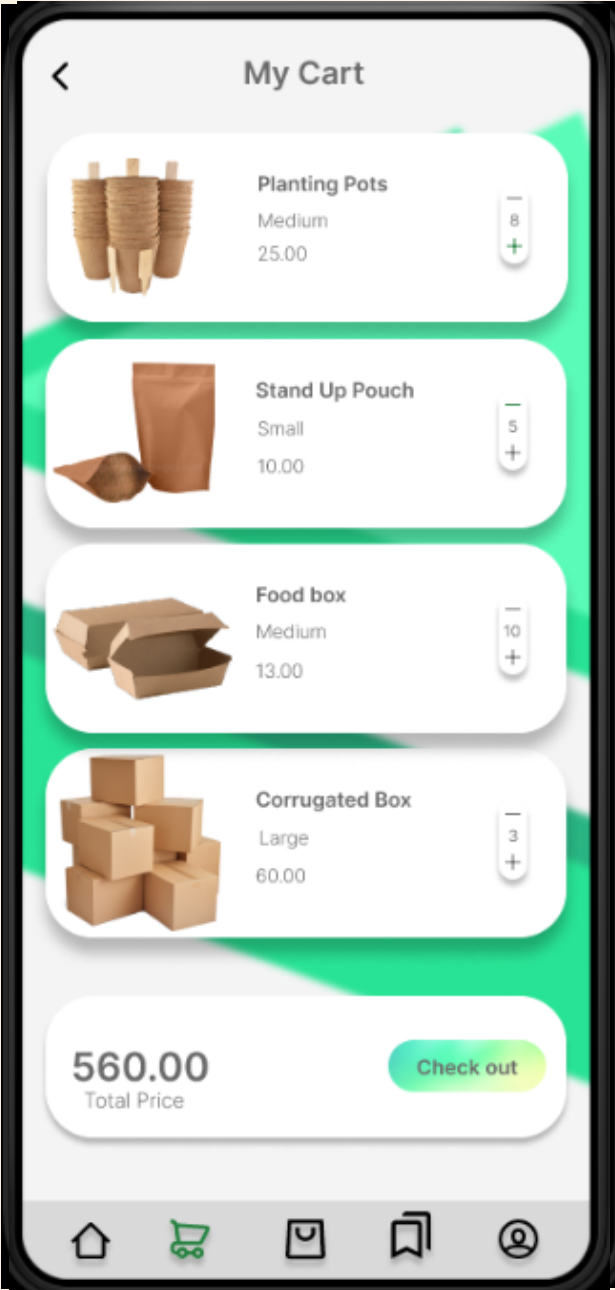 My Cart
Planting Pots
Medium
25.00
8
Stand Up Pouch
Small
10.00
5
Food box
Medium
13.00
10
Corrugated Box
Large
60.00
3
560.00
Total Price
Check out